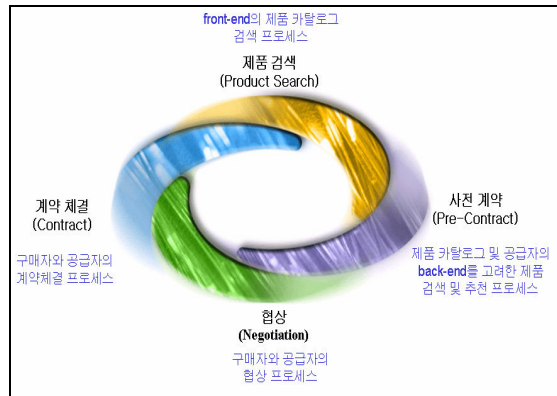 front-end의 제품 카탈로그
검색 프로세스
제품 검색
(Product Search)
계약 체결
(Contract)
구매자와 공급자의
계약체결 프로세스
사전 계약
(Pre-Contract)
제품 카탈로그 및 공급자의
back-end를 고려한 제품
검색 및 추천 프로세스
협상
(Negotiation)
구매자와 공급자의
협상 프로세스